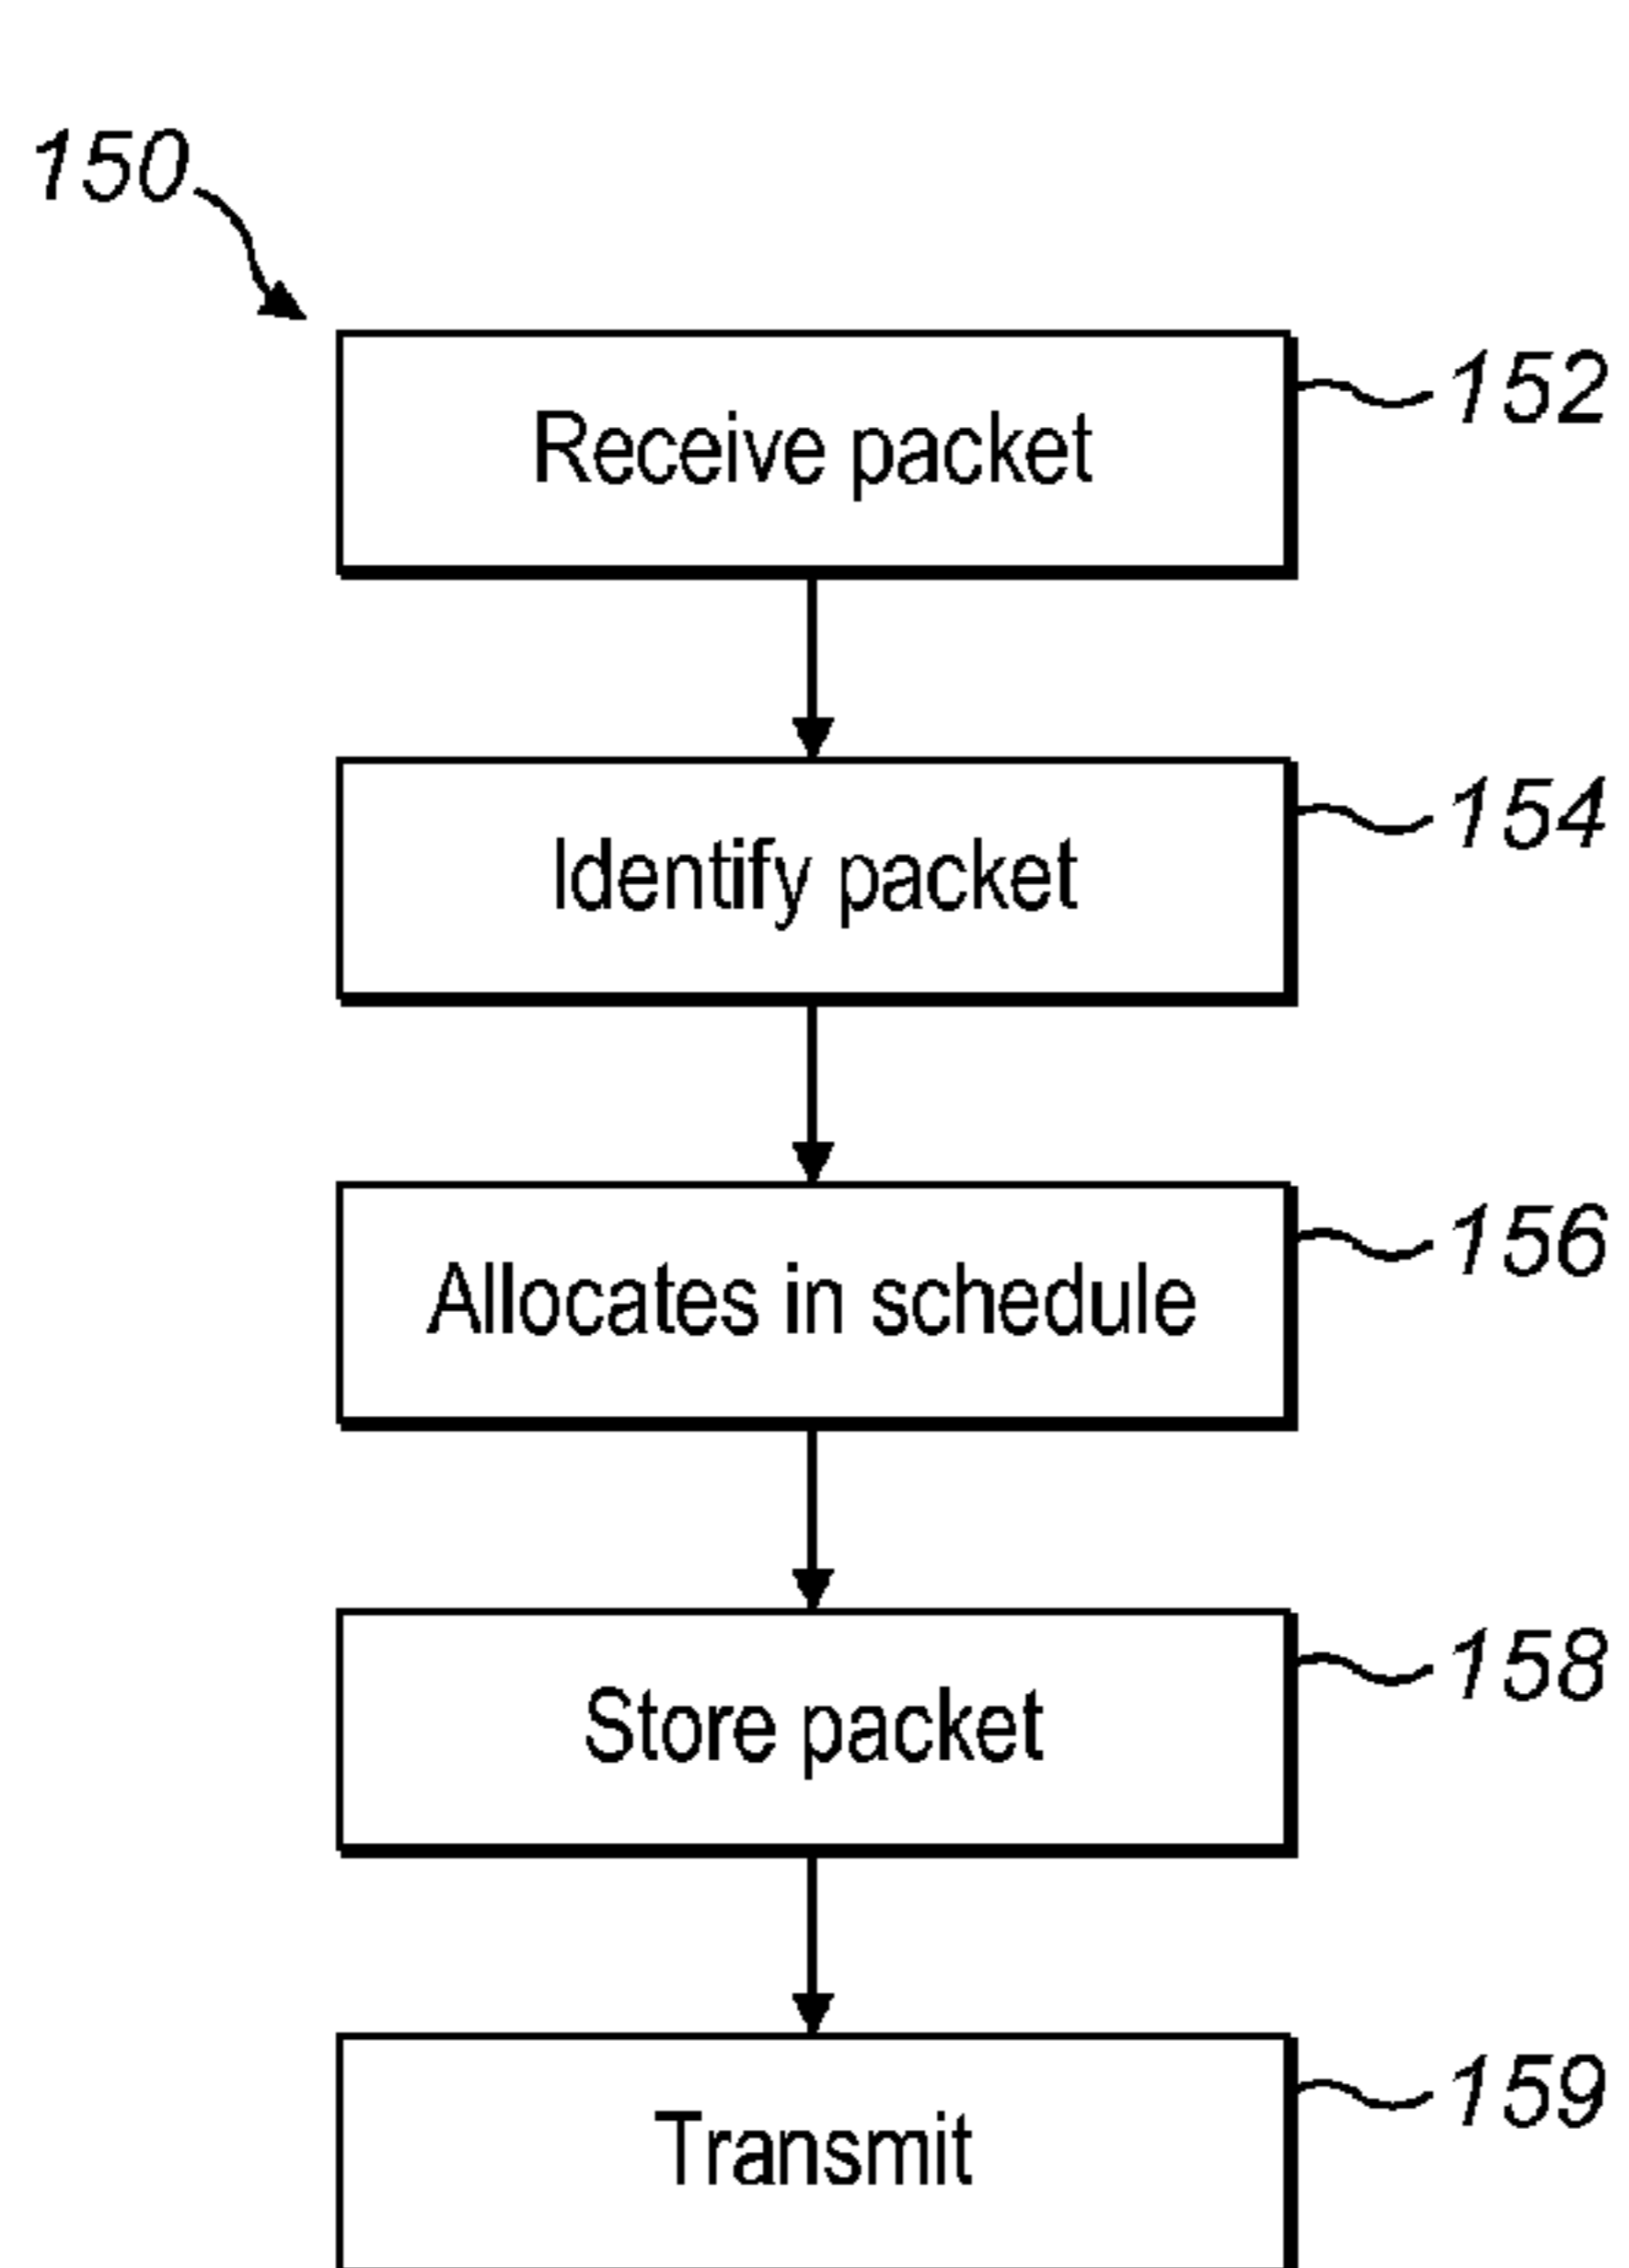 150
Receive packet
152
Identify packet
154
Allocates in schedule
156
Store packet
158
Transmit
159